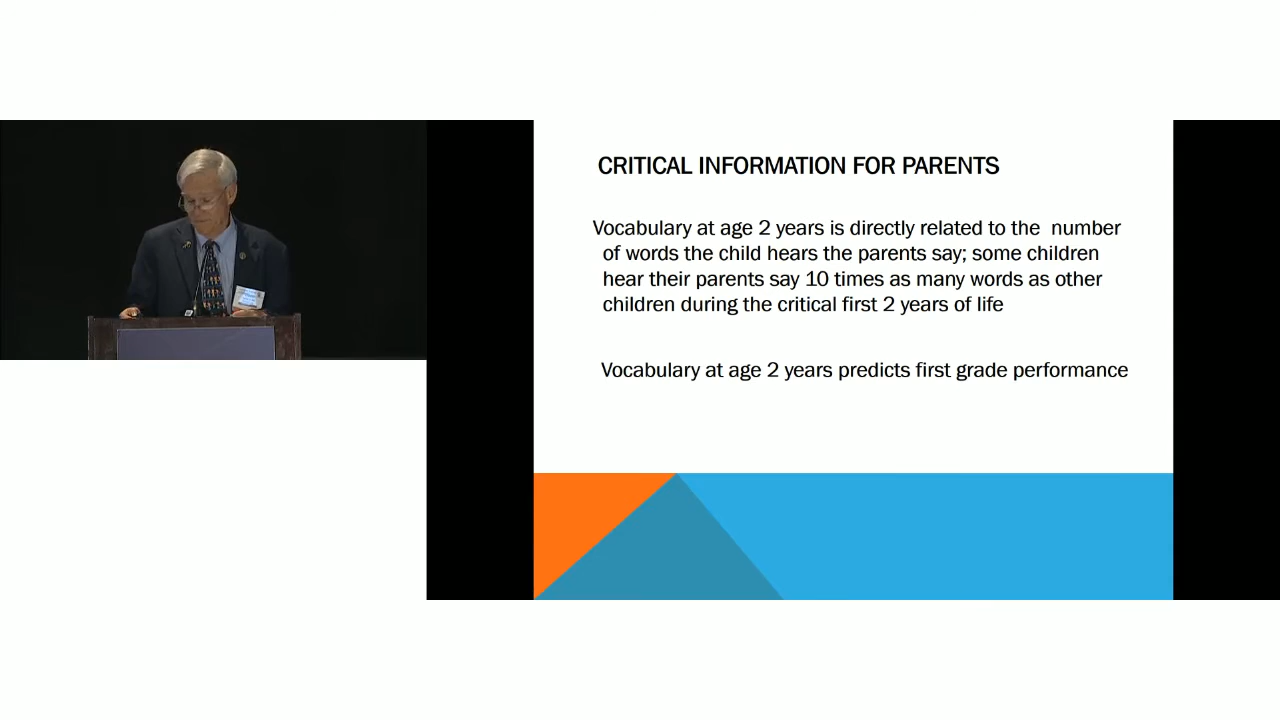 CRITICAL INFORMATION FOR PARENTS
Vocabulary at age 2 years is directly related to the number
of words the child hears the parents say; some children
hear their parents say 10 times as many words as other
children during the critical first 2 years of life
Vocabulary at age 2 years predicts first grade performance